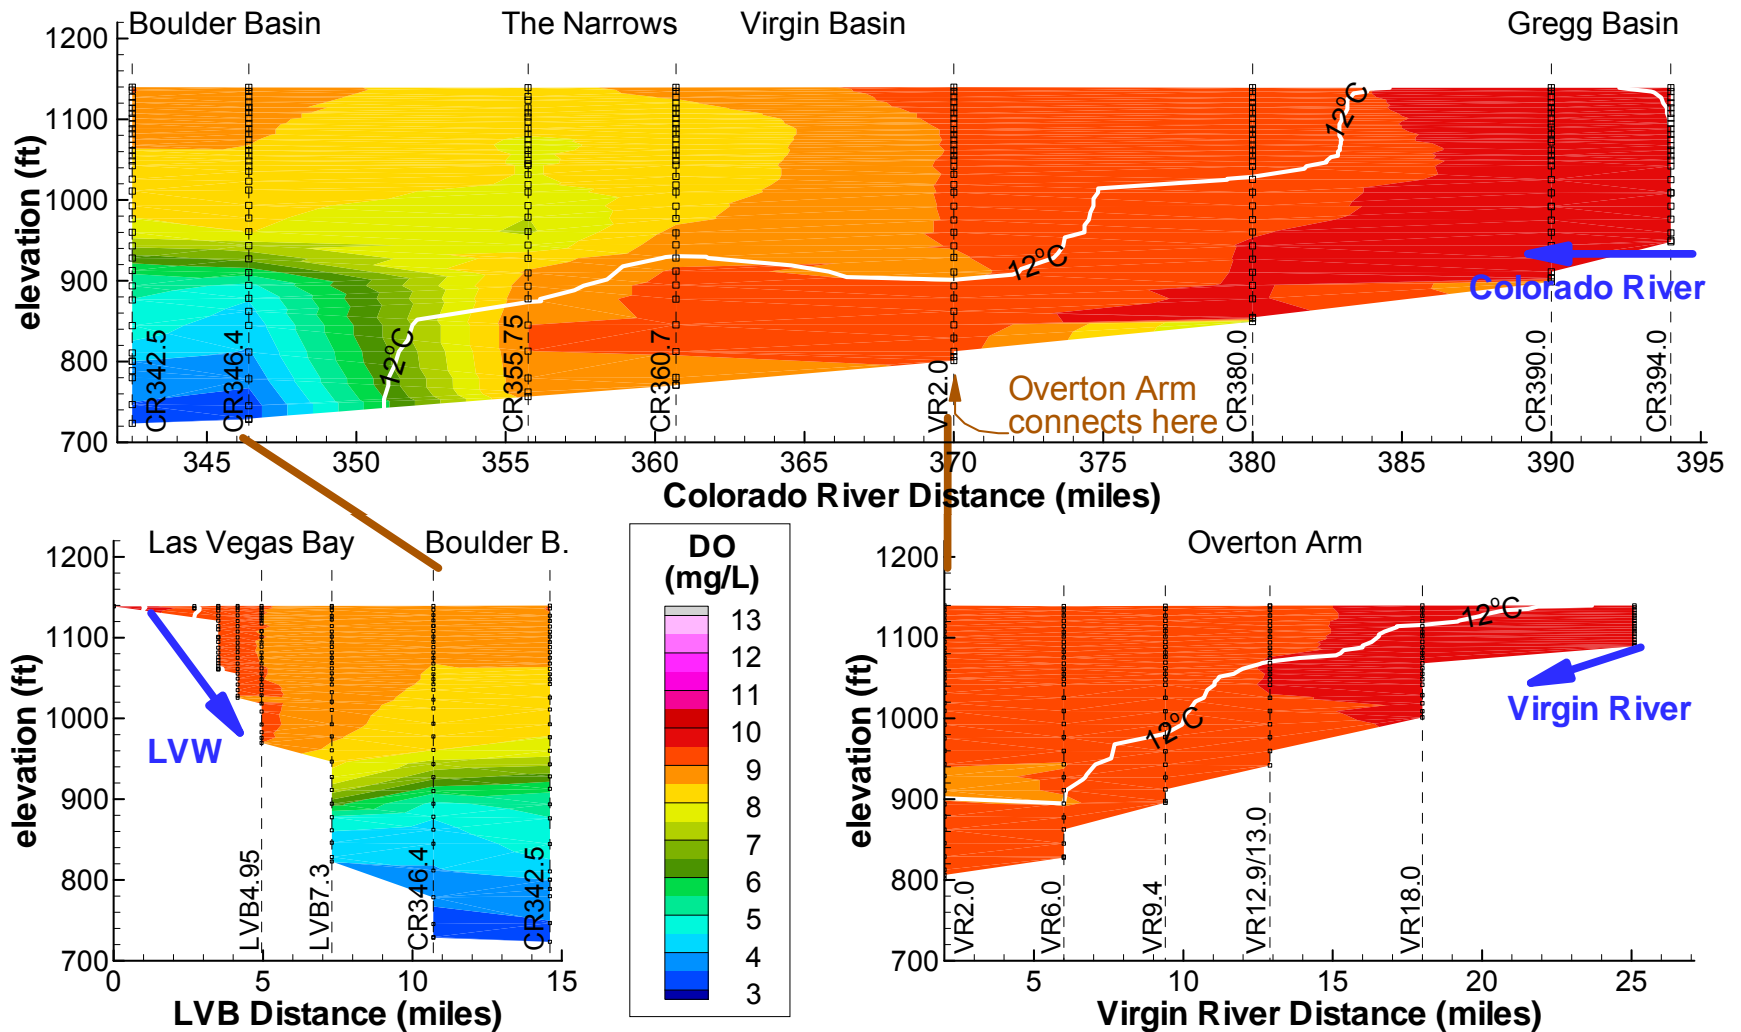 Boulder Basin The Narrows Virgin Basin Gregg Basin
1200
1100
1000
900
800
700
elevation (ft)
12°C
12°C
12°C
Colorado River
CR342.5
CR346.4
CR355.75
CR360.7
VR2.0
CR380.0
CR390.0
CR394.0
Overton Arm
connects here
345 350 355 360 365 370 375 380 385 390 395
Colorado River Distance (miles)
Las Vegas Bay Boulder B.
1200
1100
1000
900
800
700
elevation (ft)
LVW
LVB4.95
LVB7.3
CR346.4
CR342.5
0 5 10 15
LVB Distance (miles)
DO
(mg/L)
13
12
11
10
9
8
7
6
5
4
3
Overton Arm
1200
1100
1000
900
800
700
elevation (ft)
12°C
12°C
Virgin River
VR2.0
VR6.0
VR9.4
VR12.9/13.0
VR18.0
5 10 15 20 25
Virgin River Distance (miles)